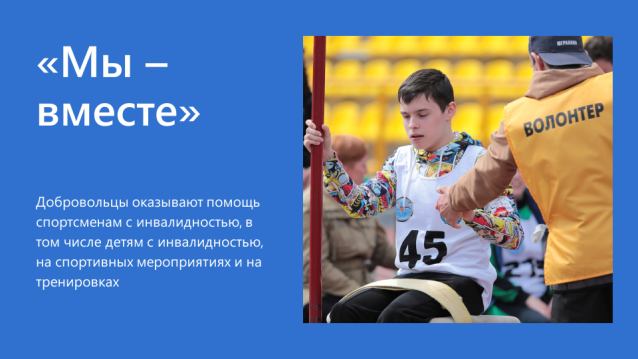 «Мы –
вместе»
Добровольцы оказывают помощь
спортсменам с инвалидностью, в
том числе детям с инвалидностью,
на спортивных мероприятиях и на
тренировках
ВОЛОНТЕР
45